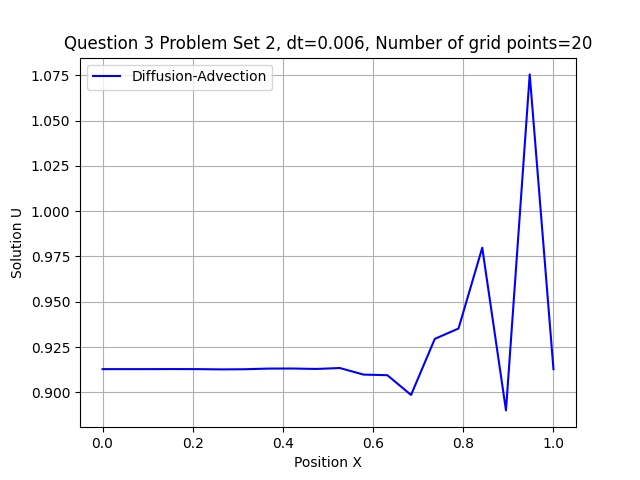 Question 3 Problem Set 2, dt=0.006, Number of grid points=20
Diffusion-Advection
1.075
1.050
1.025
1.000
0.975
0.950
0.925
0.900
Solution U
0.0 0.2 0.4 0.6 0.8 1.0
Position X